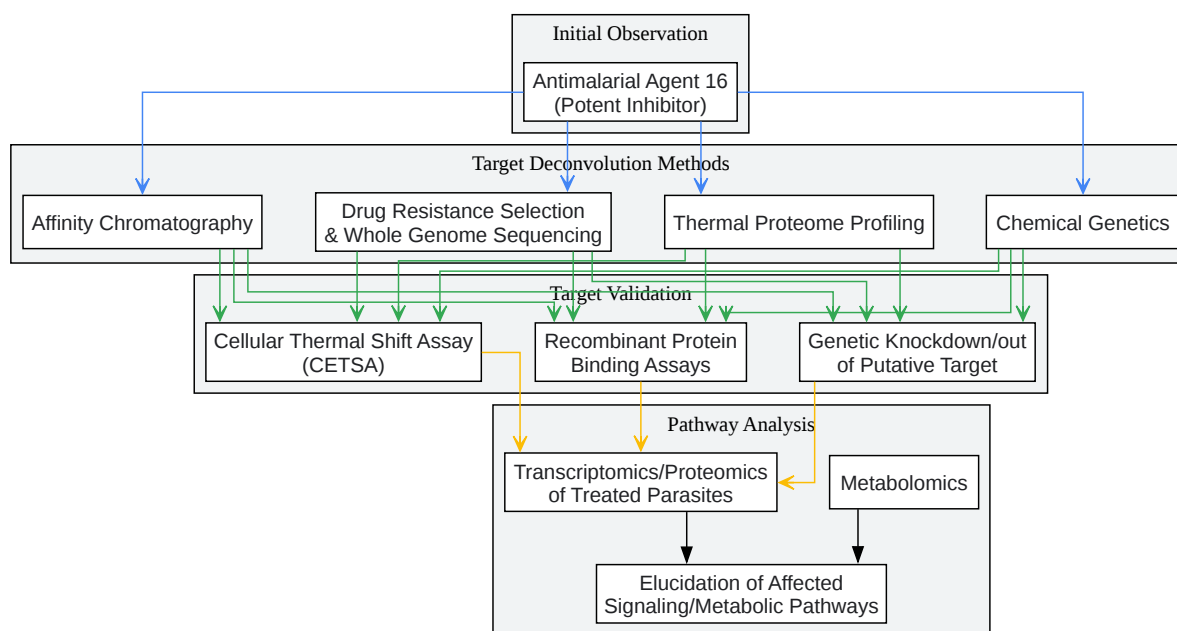 Initial Observation
Antimalarial Agent 16
(Potent Inhibitor)
Target Deconvolution Methods
Affinity Chromatography
Drug Resistance Selection
& Whole Genome Sequencing
Thermal Proteome Profiling
Chemical Genetics
Target Validation
Cellular Thermal Shift Assay
(CETSA)
Recombinant Protein
Binding Assays
Genetic Knockdown/out
of Putative Target
Pathway Analysis
Transcriptomics/Proteomics
of Treated Parasites
Metabolomics
Elucidation of Affected
Signaling/Metabolic Pathways